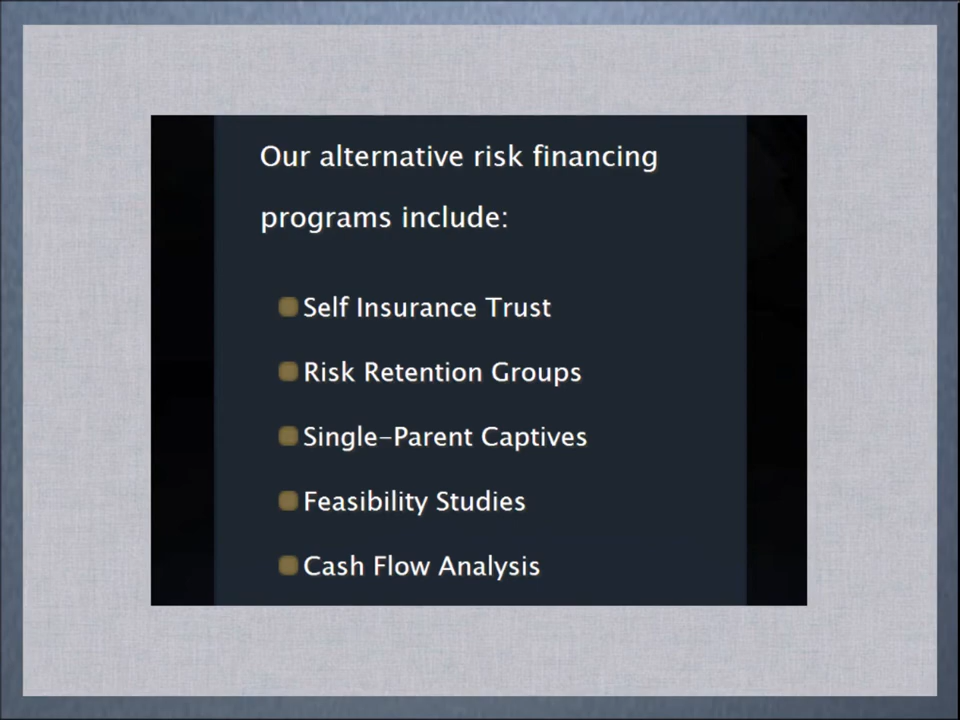 Our alternative risk financing
programs include:
Self Insurance Trust
Risk Retention Groups
Single-Parent Captives
Feasibility Studies
Cash Flow Analysis